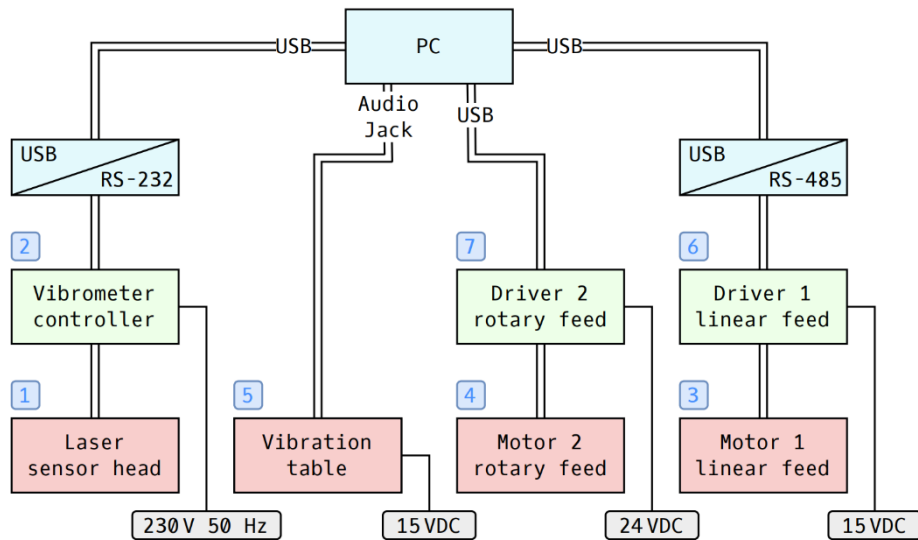 PC
USB
USB
Audio
Jack
USB
USB
RS-232
USB
RS-485
2
7
6
Vibrometer
controller
Driver 2
rotary feed
Driver 1
linear feed
1
5
4
3
Laser
sensor head
Vibration
table
Motor 2
rotary feed
Motor 1
linear feed
230 V 50 Hz
15 VDC
24 VDC
15 VDC